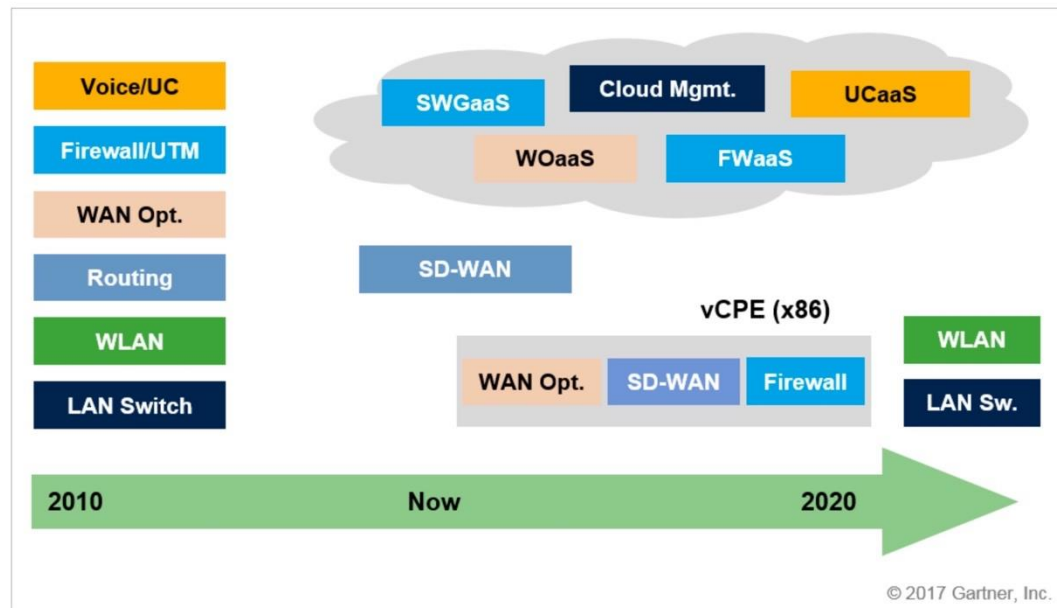 Voice/UC
Firewall/UTM
WAN Opt.
Routing
WLAN
LAN Switch
SWGaaS
Cloud Mgmt.
UCaaS
WOaaS
FWaaS
SD-WAN
vCPE (x86)
WAN Opt.
SD-WAN
Firewall
WLAN
LAN Sw.
2010
Now
2020
© 2017 Gartner, Inc.